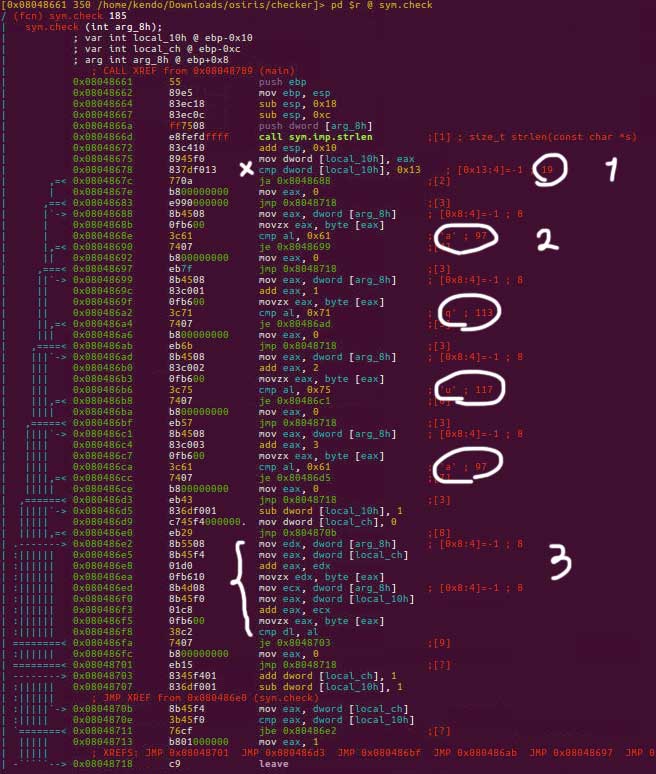 [0x08048661 350 /home/kendo/Downloads/osiris/checker]> pd $r @ sym.check
/ (fcn) sym.check 185
|   sym.check (int arg_8h);
|           ; var int local_10h @ ebp-0x10
|           ; var int local_ch @ ebp-0xc
|           ; arg int arg_8h @ ebp+0x8
|              ; CALL XREF from 0x08048789 (main)
0x08048661 55 push ebp
0x08048662 89e5 mov ebp, esp
0x08048664 83ec18 sub esp, 0x18
0x08048667 83ec0c sub esp, 0xc
0x0804866a ff7508 push dword [arg_8h]
0x0804866d e8fefdffff call sym.imp.strlen ;[1] ; size_t strlen(const char *s)
0x08048672 83c410 add esp, 0x10
0x08048675 8945f0 mov dword [local_10h], eax
0x08048678 837df013 x cmp dword [local_10h], 0x13 ; [0x13:4]=-1 ; 19 1
,=< 0x0804867c 770a ja 0x8048688 ;[2]
0x0804867e b800000000 mov eax, 0
,==< 0x08048683 e990000000 jmp 0x8048718 ;[3]
|`-> 0x08048688 8b4508 mov eax, dword [arg_8h] ; [0x8:4]=-1 ; 8
0x0804868b 0fb600 movzx eax, byte [eax]
0x0804868e 3c61 cmp al, 0x61 ; 'a' ; 97 2
|,=< 0x08048690 7407 je 0x8048699
0x08048692 b800000000 mov eax, 0
,===< 0x08048697 eb7f jmp 0x8048718 ;[3]
||`-> 0x08048699 8b4508 mov eax, dword [arg_8h] ; [0x8:4]=-1 ; 8
0x0804869c 83c001 add eax, 1
0x0804869f 0fb600 movzx eax, byte [eax]
0x080486a2 3c71 cmp al, 0x71 ; 'q' ; 113
||,=< 0x080486a4 7407 je 0x80486ad
0x080486a6 b800000000 mov eax, 0
,====< 0x080486ab eb6b jmp 0x8048718 ;[3]
|||`-> 0x080486ad 8b4508 mov eax, dword [arg_8h] ; [0x8:4]=-1 ; 8
0x080486b0 83c002 add eax, 2
0x080486b3 0fb600 movzx eax, byte [eax]
0x080486b6 3c75 cmp al, 0x75 ; 'u' ; 117
|||,=< 0x080486b8 7407 je 0x80486c1
0x080486ba b800000000 mov eax, 0
,=====< 0x080486bf eb57 jmp 0x8048718 ;[3]
||||`-> 0x080486c1 8b4508 mov eax, dword [arg_8h] ; [0x8:4]=-1 ; 8
0x080486c4 83c003 add eax, 3
0x080486c7 0fb600 movzx eax, byte [eax]
0x080486ca 3c61 cmp al, 0x61 ; 'a' ; 97
||||,=< 0x080486cc 7407 je 0x80486d5
0x080486ce b800000000 mov eax, 0
,======< 0x080486d3 eb43 jmp 0x8048718 ;[3]
|||||`-> 0x080486d5 836df001 sub dword [local_10h], 1
0x080486d9 c745f4000000. mov dword [local_ch], 0
|||||,=< 0x080486e0 eb29 jmp 0x804870b ;[8]
.-------> 0x080486e2 8b5508 mov edx, dword [arg_8h] ; [0x8:4]=-1 ; 8
0x080486e5 8b45f4 mov eax, dword [local_ch] 3
0x080486e8 01d0 add eax, edx
0x080486ea 0fb610 movzx edx, byte [eax]
0x080486ed 8b4d08 mov ecx, dword [arg_8h] ; [0x8:4]=-1 ; 8
0x080486f0 8b45f0 mov eax, dword [local_10h]
0x080486f3 01c8 add eax, ecx
0x080486f5 0fb600 movzx eax, byte [eax]
0x080486f8 38c2 cmp dl, al
========< 0x080486fa 7407 je 0x8048703 ;[9]
0x080486fc b800000000 mov eax, 0
========< 0x08048701 eb15 jmp 0x8048718 ;[?]
--------> 0x08048703 8345f401 add dword [local_ch], 1
0x08048707 836df001 sub dword [local_10h], 1
; JMP XREF from 0x080486e0 (sym.check)
:|||||`-> 0x0804870b 8b45f4 mov eax, dword [local_ch]
0x0804870e 3b45f0 cmp eax, dword [local_10h]
`=======< 0x08048711 76cf jbe 0x80486e2 ;[?]
0x08048713 b801000000 mov eax, 1
; XREFS: JMP 0x08048701 JMP 0x080486d3 JMP 0x080486bf JMP 0x080486ab JMP 0x08048697 JMP 0x0
-`````--> 0x08048718 c9 leave